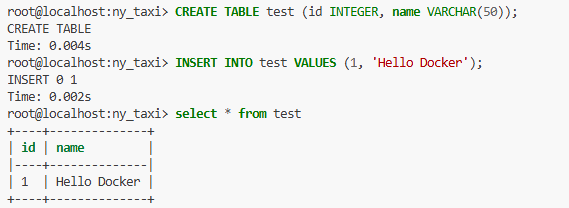 root@localhost:ny_taxi> CREATE TABLE test (id INTEGER, name VARCHAR(50));
CREATE TABLE
Time: 0.004s
root@localhost:ny_taxi> INSERT INTO test VALUES (1, 'Hello Docker');
INSERT 0 1
Time: 0.002s
root@localhost:ny_taxi> select * from test
+----+--------------+
| id | name         |
|----+--------------|
| 1  | Hello Docker |
+----+--------------+